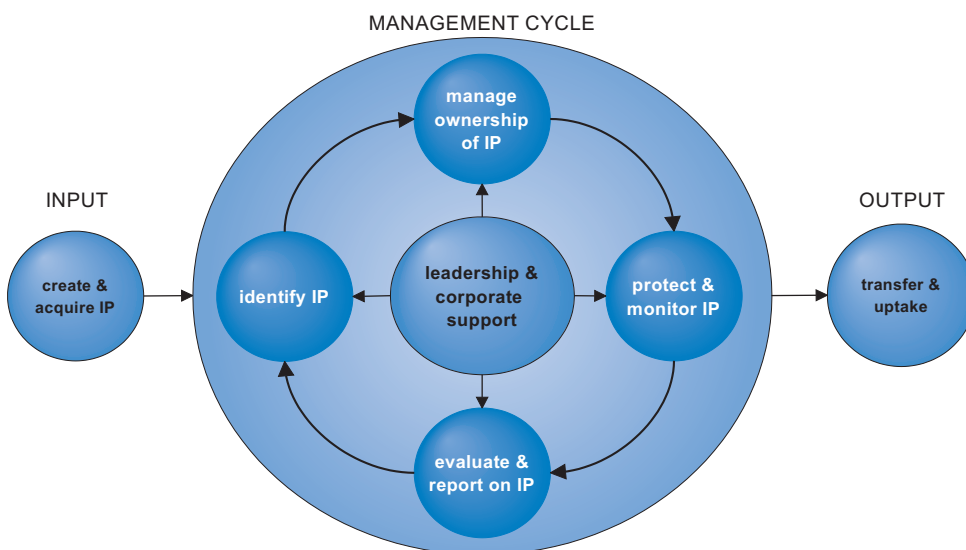 MANAGEMENT CYCLE
manage
ownership
of IP
INPUT
OUTPUT
create &
acquire IP
identify IP
leadership &
corporate
support
protect &
monitor IP
transfer &
uptake
evaluate &
report on IP